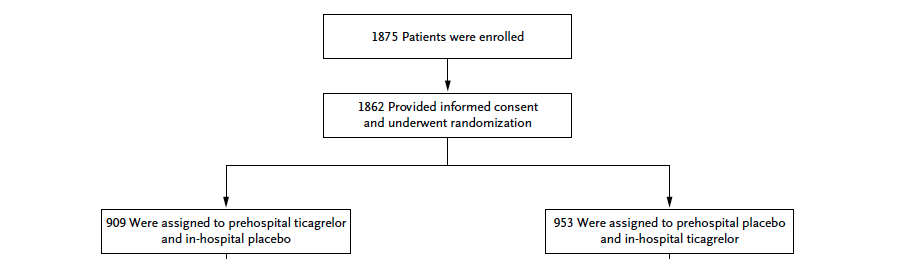 1875 Patients were enrolled
1862 Provided informed consent
and underwent randomization
909 Were assigned to prehospital ticagrelor
and in-hospital placebo
953 Were assigned to prehospital placebo
and in-hospital ticagrelor